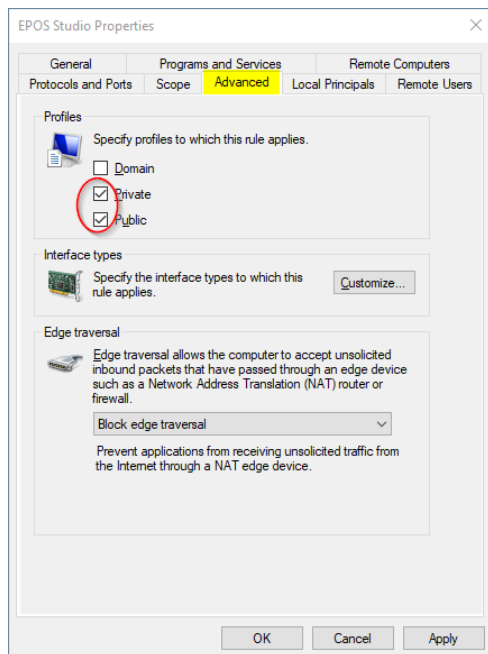 EPOS Studio Properties
General Programs and Services Remote Computers
Protocols and Ports Scope Advanced Local Principals Remote Users
Profiles
Specify profiles to which this rule applies.
Domain
Private
Public
Interface types
Specify the interface types to which this
rule applies.
Customize...
Edge traversal
Edge traversal allows the computer to accept unsolicited
inbound packets that have passed through an edge device
such as a Network Address Translation (NAT) router or
firewall.
Block edge traversal
Prevent applications from receiving unsolicited traffic from
the Internet through a NAT edge device.
OK Cancel Apply